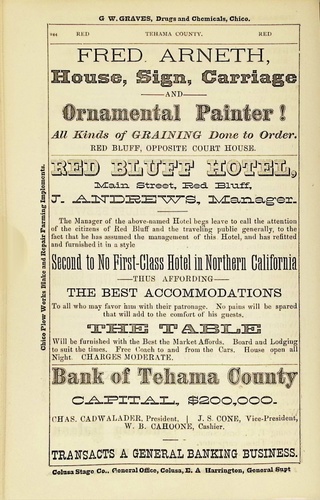 G W. GRAVES, Drugs and Chemicals, Chico.
RED TEHAMA COUNTY. RED
FRED ARNETH,
House, Sign, Carriage
—AND—
Ornamental Painter!
All Kinds of GRAINING Done to Order.
RED BLUFF, OPPOSITE COURT HOUSE.
RED BLUFF HOTEL,
Main Street, Red Bluff,
J. ANDREWS, Manager.
The Manager of the above-named Hotel begs leave to call the attention
of the citizens of Red Bluff and the traveling public generally, to the
fact that he has assumed the management of this Hotel, and has refitted
and furnished it in a style
Second to No First-Class Hotel in Northern California
—THUS AFFORDING—
THE BEST ACCOMMODATIONS
To all who may favor him with their patronage. No pains will be spared
that will add to the comfort of his guests.
THE TABLE
Will be furnished with the Best the Market Affords. Board and Lodging
to suit the times. Free Coach to and from the Cars. House open all
Night. CHARGES MODERATE.
Bank of Tehama County
CAPITAL, $200,000.
CHAS. CADWALADER, President, | J. S. CONE, Vice-President,
W. B. CAHOONE, Cashier.
TRANSACTS A GENERAL BANKING BUSINESS.
Colusa Stage Co., General Office, Colusa, E. A Harrington, General Supt
Chico Plow Works Make and Repair Farming Implements.